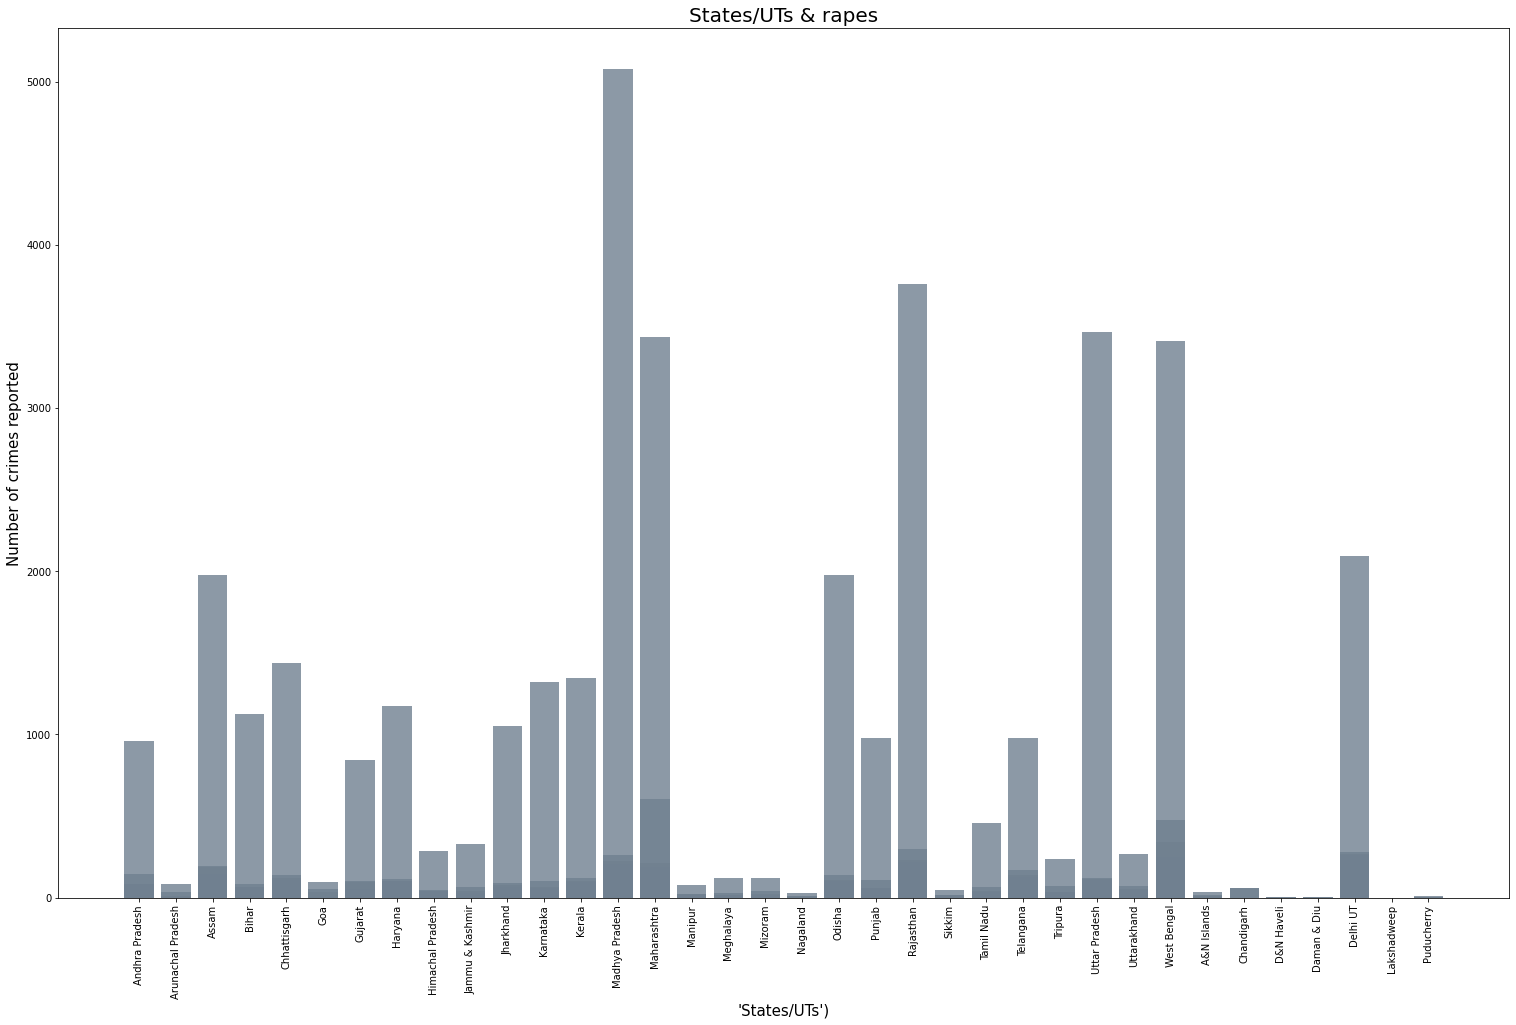 States/UTs & rapes
Number of crimes reported
5000
4000
3000
2000
1000
0
Andhra Pradesh
Arunachal Pradesh
Assam
Bihar
Chhattisgarh
Goa
Gujarat
Haryana
Himachal Pradesh
Jammu & Kashmir
Jharkhand
Karnataka
Kerala
Madhya Pradesh
Maharashtra
Manipur
Meghalaya
Mizoram
Nagaland
Odisha
Punjab
Rajasthan
Sikkim
Tamil Nadu
Telangana
Tripura
Uttar Pradesh
Uttarakhand
West Bengal
A&N Islands
Chandigarh
D&N Haveli
Daman & Diu
Delhi UT
Lakshadweep
Puducherry
'States/UTs')